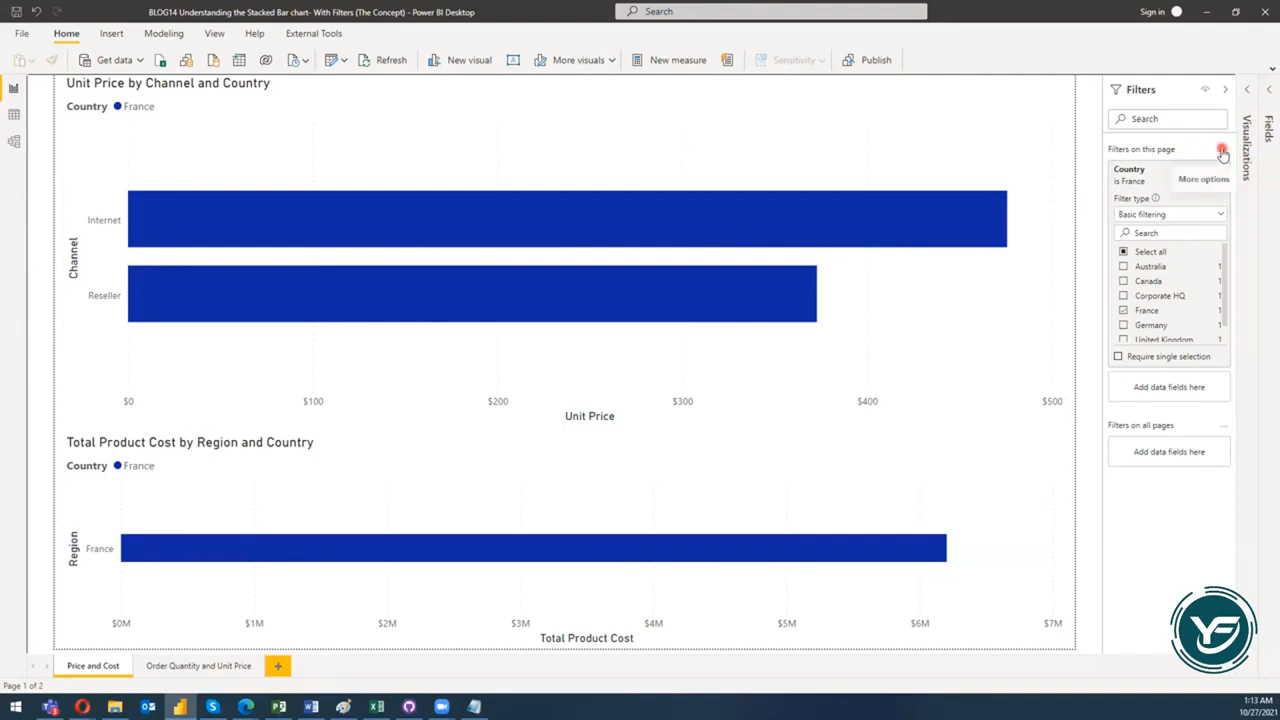 BLOG14 Understanding the Stacked Bar chart- With Filters (The Concept) - Power BI Desktop
Search
Sign in
File
Home
Insert
Modeling
View
Help
External Tools
Get data
Refresh
New visual
More visuals
New measure
Sensitivity
Publish
Unit Price by Channel and Country
Country France
Channel
Internet
Reseller
$0 $100 $200 $300 $400 $500
Unit Price
Total Product Cost by Region and Country
Country France
Region
France
$0M $1M $2M $3M $4M $5M $6M $7M
Total Product Cost
Filters
Search
Filters on this page
Country
is France
More options
Filter type
Basic filtering
Search
Select all
Australia 1
Canada 1
Corporate HQ 1
France 1
Germany 1
United Kingdom 1
Require single selection
Add data fields here
Filters on all pages ...
Add data fields here
Visualizations
Fields
Price and Cost
Order Quantity and Unit Price
+
Page 1 of 2
1:13 AM
10/27/2021